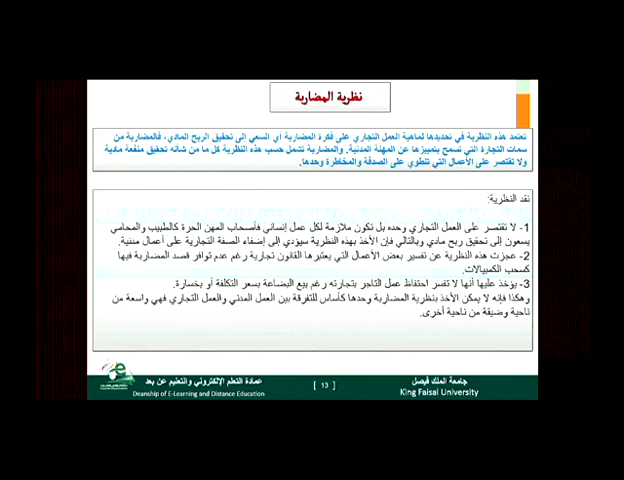 نظرية المضاربة
تعتمد هذه النظرية في تحديدها لماهية العمل التجاري على فكرة المضاربة اي السعي الى تحقيق الربح المادي، فالمضاربة من
سمات التجارة التي تسمح بتمييزها عن المهنة المدنية. والمضاربة تشمل حسب هذه النظرية كل ما من شأنه تحقيق منفعة مادية
ولا تقتصر على الأعمال التي تنطوي على الصدفة والمخاطرة وحدها.
نقد النظرية:
1- لا تقتصر على العمل التجاري وحده بل تكون ملازمة لكل عمل إنساني فأصحاب المهن الحرة كالطبيب والمحامي
يسعون إلى تحقيق ربح مادي وبالتالي فإن الأخذ بهذه النظرية سيؤدي إلى إضفاء الصفة التجارية على أعمال مدنية.
2- عجزت هذه النظرية عن تفسير بعض الأعمال التي يعتبرها القانون تجارية رغم عدم توافر قصد المضاربة فيها
كسحب الكمبيالات.
3- يؤخذ عليها أنها لا تفسر احتفاظ عمل التاجر بتجارته رغم بيع البضاعة بسعر التكلفة أو بخسارة.
وهكذا فإنه لا يمكن الأخذ بنظرية المضاربة وحدها كأساس للتفرقة بين العمل المدني والعمل التجاري فهي واسعة من
ناحية وضيقة من ناحية أخرى.
جامعة الملك فيصل
King Faisal University
[ 13 ]
عمادة التعلم الإلكتروني والتعليم عن بعد
Deanship of E-Learning and Distance Education